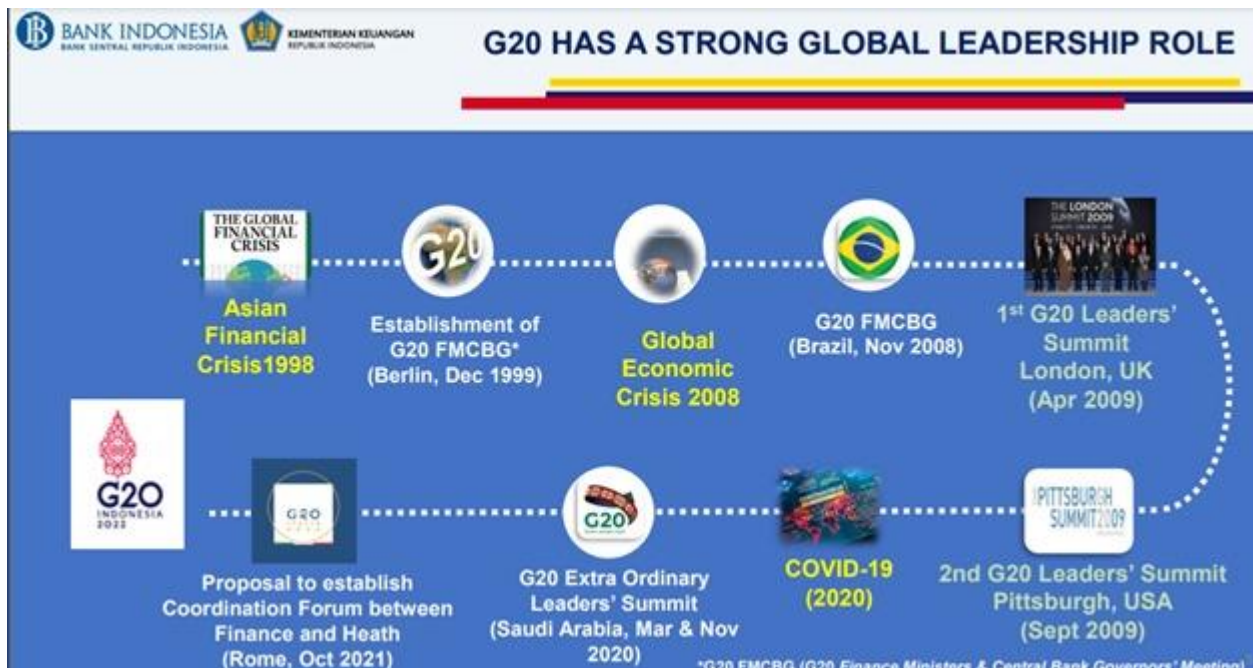 BANK INDONESIA
BANK SENTRAL REPUBLIK INDONESIA
KEMENTERIAN KEUANGAN
REPUBLIK INDONESIA
G20 HAS A STRONG GLOBAL LEADERSHIP ROLE
THE GLOBAL
FINANCIAL
CRISIS
Asian
Financial
Crisis1998
G20
Establishment of
G20 FMCBG*
(Berlin, Dec 1999)
Global
Economic
Crisis 2008
G20 FMCBG
(Brazil, Nov 2008)
THE LONDON
SUMMIT 2009
1st G20 Leaders'
Summit
London, UK
(Apr 2009)
PITTSBURGH
SUMMIT2009
2nd G20 Leaders' Summit
Pittsburgh, USA
(Sept 2009)
COVID-19
(2020)
G20
G20 Extra Ordinary
Leaders' Summit
(Saudi Arabia, Mar & Nov
2020)
G20
Proposal to establish
Coordination Forum between
Finance and Heath
(Rome, Oct 2021)
G20
INDONESIA
2022
*G20 FMCBG (G20 Finance Ministers & Central Bank Governors' Meeting)